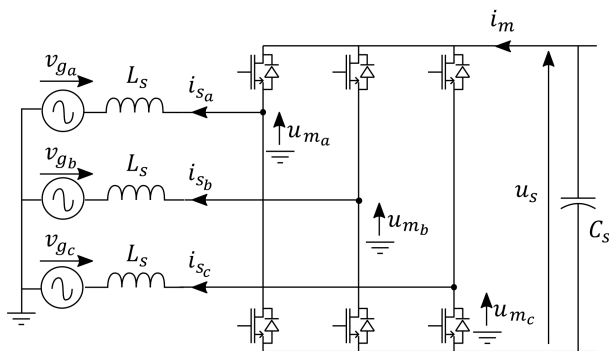 i_m
v_{g_a}
L_s
i_{s_a}
u_{m_a}
v_{g_b}
L_s
i_{s_b}
u_{m_b}
u_s
C_s
v_{g_c}
L_s
i_{s_c}
u_{m_c}